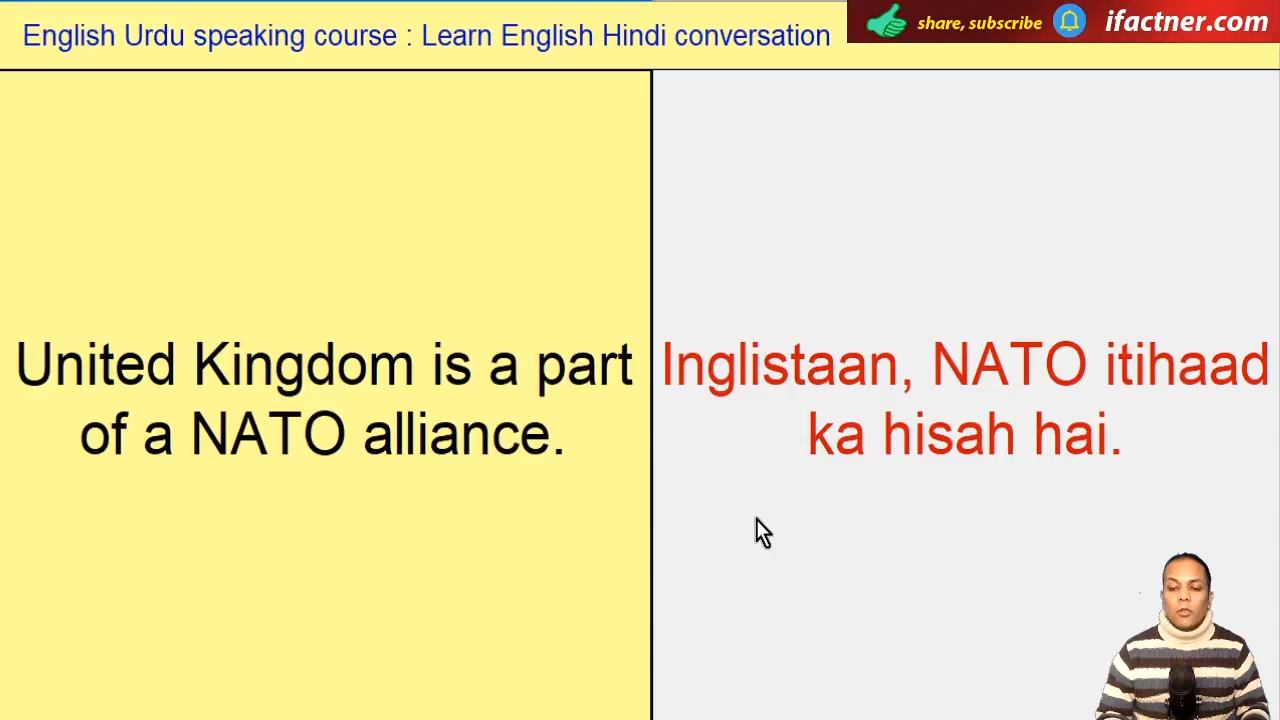 English Urdu speaking course : Learn English Hindi conversation
share, subscribe
ifactner.com
United Kingdom is a part
of a NATO alliance.
Inglistaan, NATO itihaad
ka hisah hai.